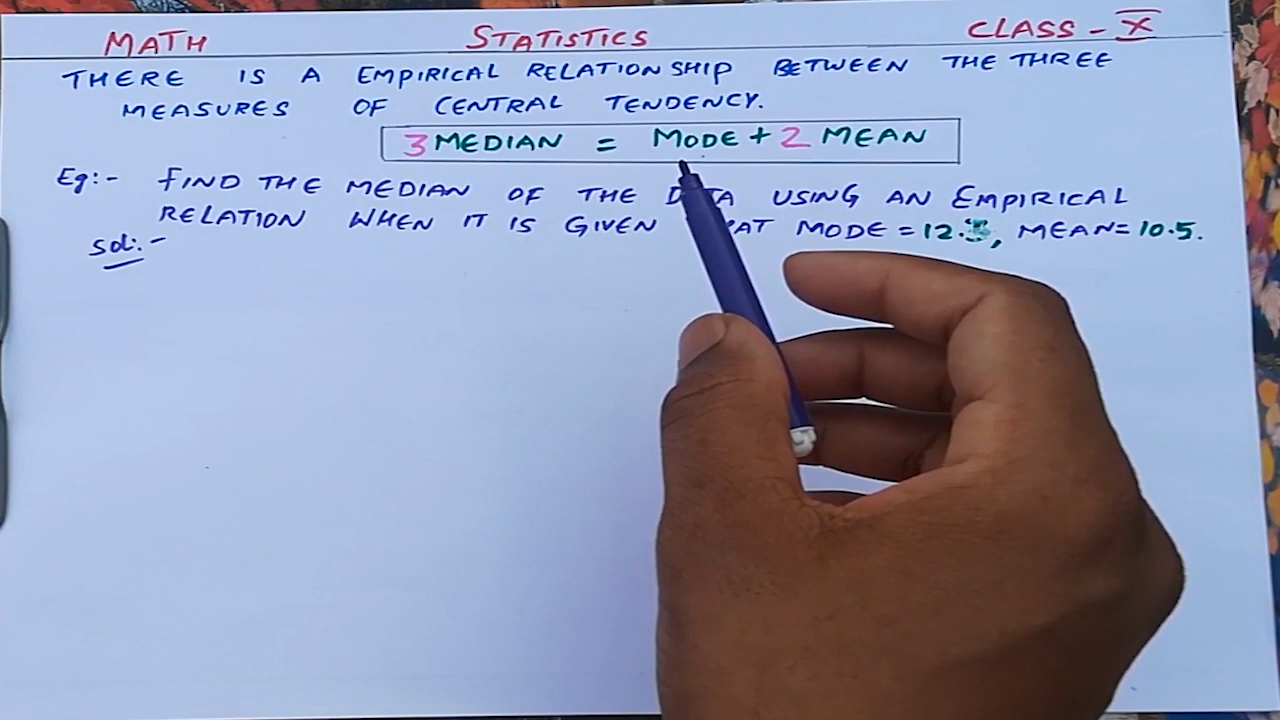 MATH STATISTICS CLASS - X
THERE IS A EMPIRICAL RELATIONSHIP BETWEEN THE THREE
MEASURES OF CENTRAL TENDENCY.
3 MEDIAN = MODE + 2 MEAN
Eg:- FIND THE MEDIAN OF THE DATA USING AN EMPIRICAL
RELATION WHEN IT IS GIVEN MODE = MEAN= 10.5.
Sol:-